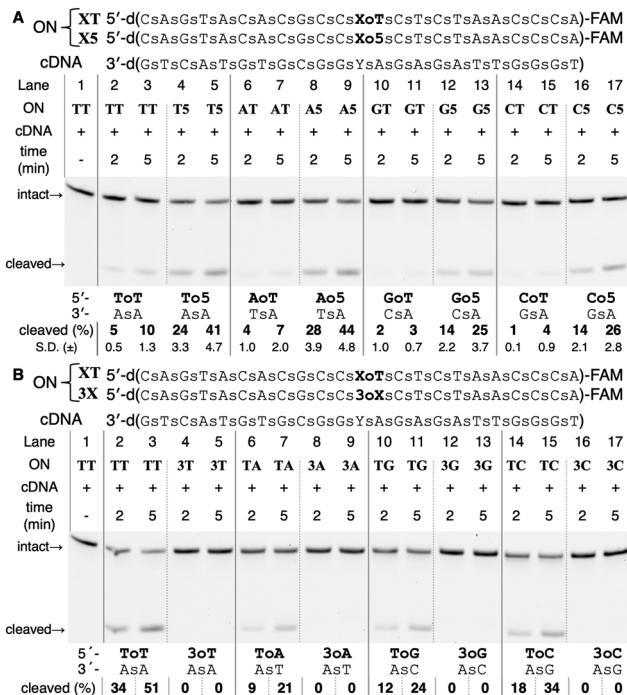 A
ON { XT 5′-d(CsAsGsTsAsCsAsCsGsCsCsXoTsCsTsCsTsAsCsCsCsA)-FAM
X5 5′-d(CsAsGsTsAsCsAsCsGsCsCsXo5sCsTsCsTsAsCsCsCsA)-FAM
cDNA 3′-d(GsTsCsAsTsGsTsGsCsGsGsYsAsGsAsGsAsTsTsGsGsGsT)
Lane 1 2 3 4 5 6 7 8 9 10 11 12 13 14 15 16 17
ON TT TT TT T5 T5 AT AT A5 A5 GT GT G5 G5 CT CT C5 C5
cDNA + + + + + + + + + + + + + + + + +
time (min) - 2 5 2 5 2 5 2 5 2 5 2 5 2 5 2 5
intact→
cleaved→
5′- ToT To5 AoT Ao5 GoT Go5 CoT Co5
3′- AsA AsA TsA TsA CsA CsA GsA GsA
cleaved (%) 5 10 24 41 4 7 28 44 2 3 14 25 1 4 14 26
S.D. (±) 0.5 1.3 3.3 4.7 1.0 2.0 3.9 4.8 1.0 0.7 2.2 3.7 0.1 0.9 2.1 2.8
B
ON { XT 5′-d(CsAsGsTsAsCsAsCsGsCsCsXoTsCsTsCsTsAsCsCsCsA)-FAM
3X 5′-d(CsAsGsTsAsCsAsCsGsCsCs3oXsCsTsCsTsAsCsCsCsA)-FAM
cDNA 3′-d(GsTsCsAsTsGsTsGsCsGsGsYsAsGsGsAsGsAsTsTsGsGsGsT)
Lane 1 2 3 4 5 6 7 8 9 10 11 12 13 14 15 16 17
ON TT TT TT 3T 3T TA TA 3A 3A TG TG 3G 3G TC TC 3C 3C
cDNA + + + + + + + + + + + + + + + + +
time (min) - 2 5 2 5 2 5 2 5 2 5 2 5 2 5 2 5
intact→
cleaved→
5′- ToT 3oT ToA 3oA ToG 3oG ToC 3oC
3′- AsA AsA AsT AsT AsC AsC AsG AsG
cleaved (%) 34 51 0 0 9 21 0 0 12 24 0 0 18 34 0 0